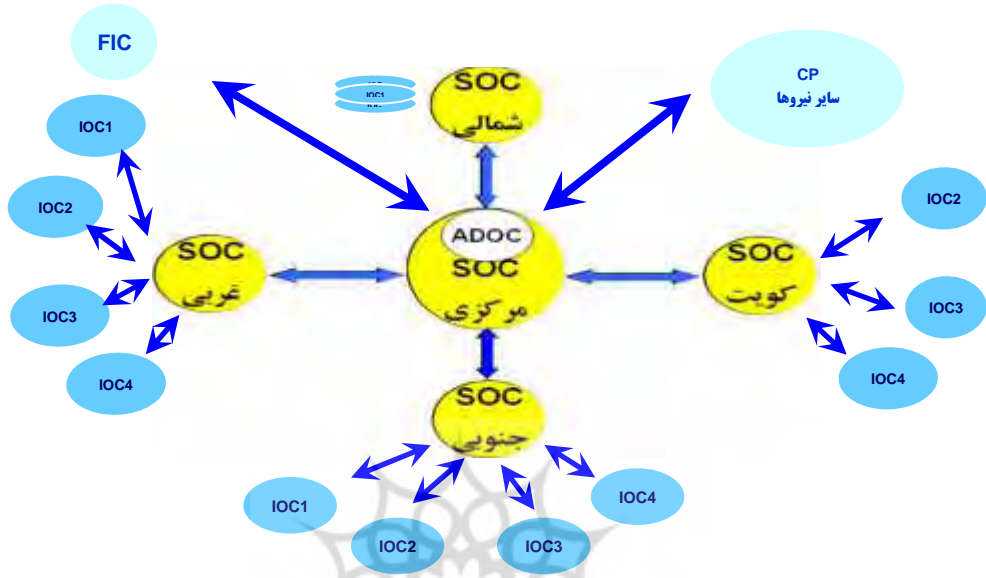 FIC
SOC
شمالی
IOC1
CP
سایر نیروها
IOC1
IOC2
IOC3
IOC4
SOC
غربی
ADOC
SOC
مرکزی
SOC
کویت
IOC2
IOC3
IOC4
SOC
جنوبی
IOC1
IOC2
IOC3
IOC4